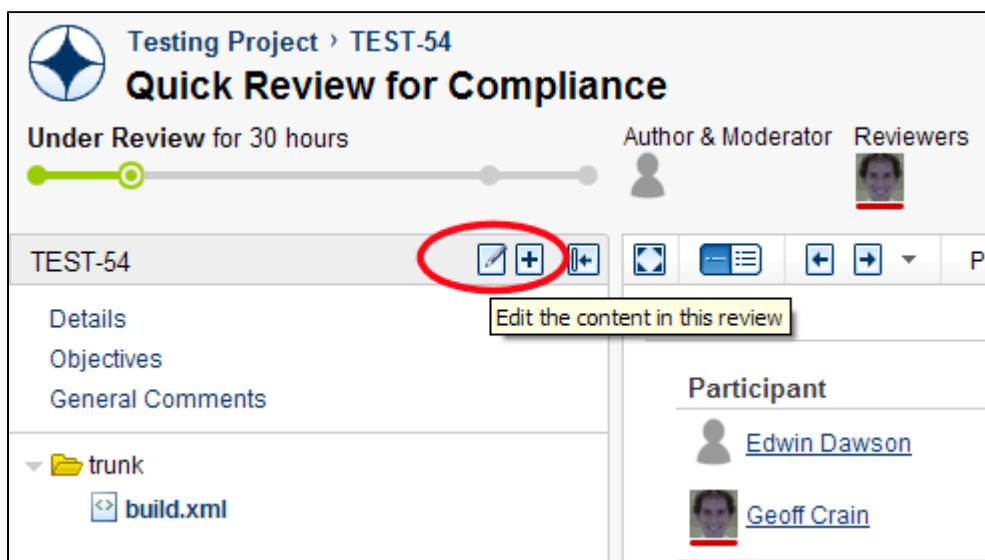 Testing Project › TEST-54
Quick Review for Compliance
Under Review for 30 hours
Author & Moderator Reviewers
TEST-54
P
Edit the content in this review
Details
Objectives
General Comments
trunk
build.xml
Participant
Edwin Dawson
Geoff Crain